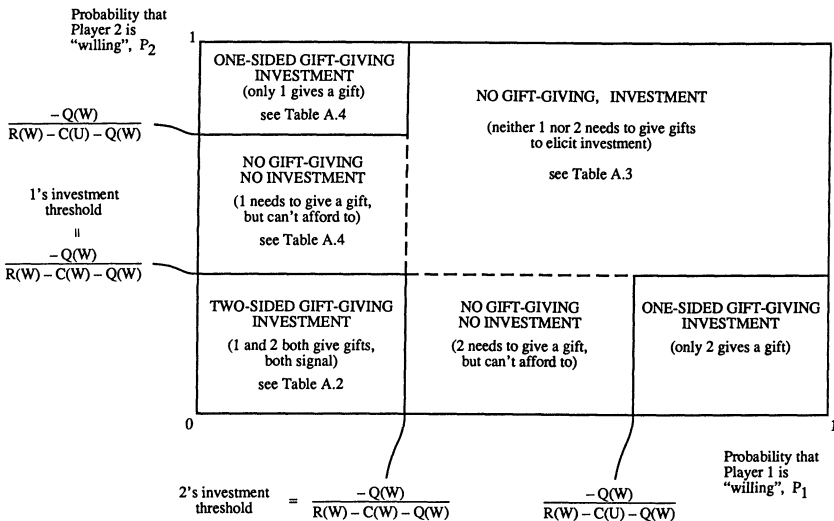 Probability that
Player 2 is
“willing”, P2
1
ONE-SIDED GIFT-GIVING
INVESTMENT
(only 1 gives a gift)
see Table A.4
NO GIFT-GIVING, INVESTMENT
(neither 1 nor 2 needs to give gifts
to elicit investment)
see Table A.3
– Q(W)
R(W) – C(U) – Q(W)
NO GIFT-GIVING
NO INVESTMENT
(1 needs to give a gift,
but can't afford to)
see Table A.4
1's investment
threshold
=
– Q(W)
R(W) – C(W) – Q(W)
TWO-SIDED GIFT-GIVING
INVESTMENT
(1 and 2 both give gifts,
both signal)
see Table A.2
NO GIFT-GIVING
NO INVESTMENT
(2 needs to give a gift,
but can't afford to)
ONE-SIDED GIFT-GIVING
INVESTMENT
(only 2 gives a gift)
0
1
Probability that
Player 1 is
“willing”, P1
2's investment
threshold
=
– Q(W)
R(W) – C(W) – Q(W)
– Q(W)
R(W) – C(U) – Q(W)